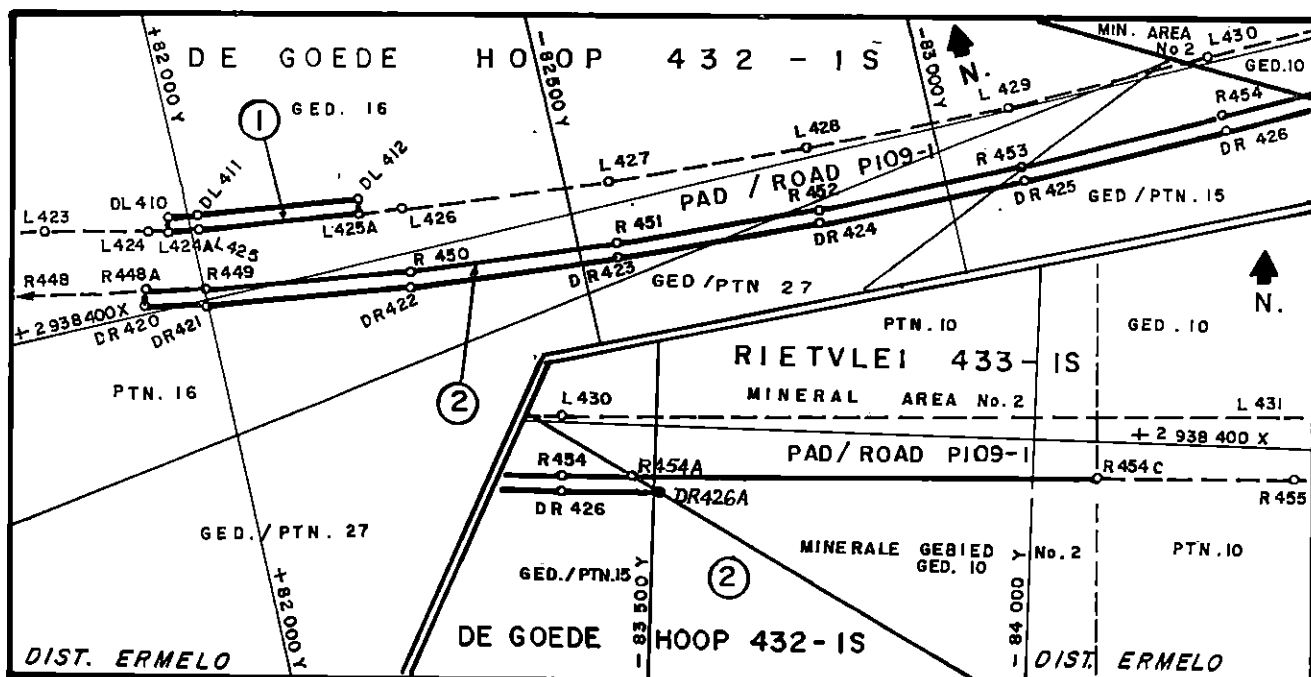 DE GOEDE HOOP 432 - IS
+82 000 Y
- 82500 Y
- 83 000 Y
N.
MIN. AREA
No 2
L 430
GED.10
GED. 16
1
L 429
R 454
DR 426
L 428
L 427
DL 412
DL 411
DL 410
PAD / ROAD P109-1
R 453
R 452
DR 425
GED / PTN. 15
L 423
L 424
L 424A
L 425
L 425A
L 426
R 451
DR 424
R 450
R 448
R 448 A
R 449
DR 423
GED / PTN 27
+ 2 938 400 X
DR 420
DR 421
DR 422
PTN. 16
2
PTN. 10
GED. 10
N.
RIETVLEI 433 - IS
MINERAL AREA No. 2
L 430
L 431
+ 2 938 400 X
PAD / ROAD P109-1
R 454
R454A
R 454 C
DR 426
DR426A
R 455
GED. / PTN. 27
MINERALE GEBIED No. 2
GED. 10
PTN. 10
GED./PTN.15
2
+82 000 Y
- 83 500 Y
- 84 000 Y
DE GOEDE HOOP 432-IS
DIST. ERMELO
DIST. ERMELO